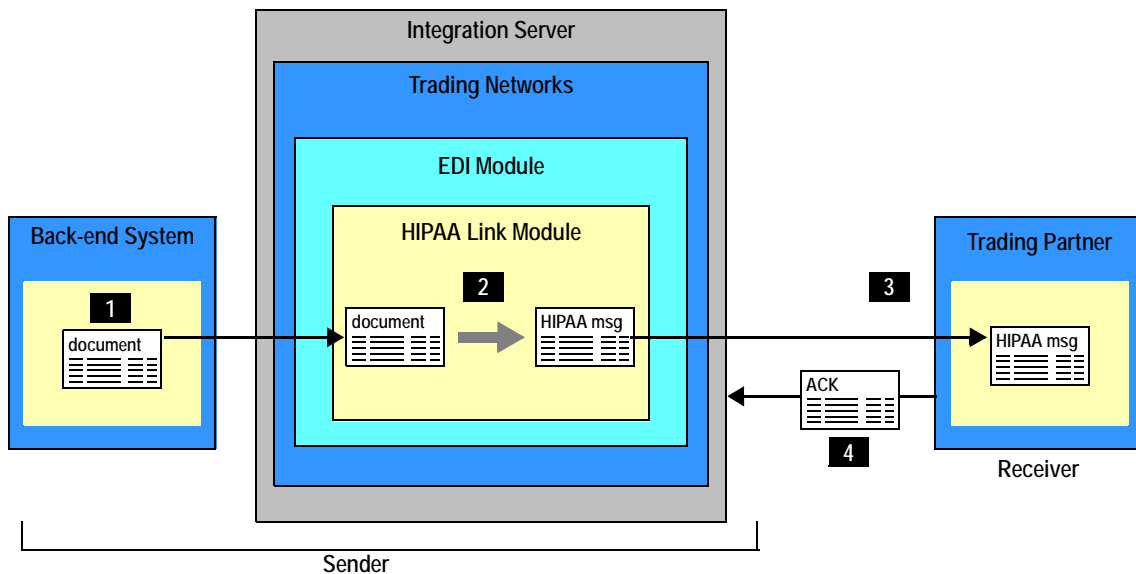 Integration Server
Trading Networks
EDI Module
HIPAA Link Module
Back-end System
Trading Partner
1
2
3
document
document
HIPAA msg
HIPAA msg
ACK
4
Receiver
Sender